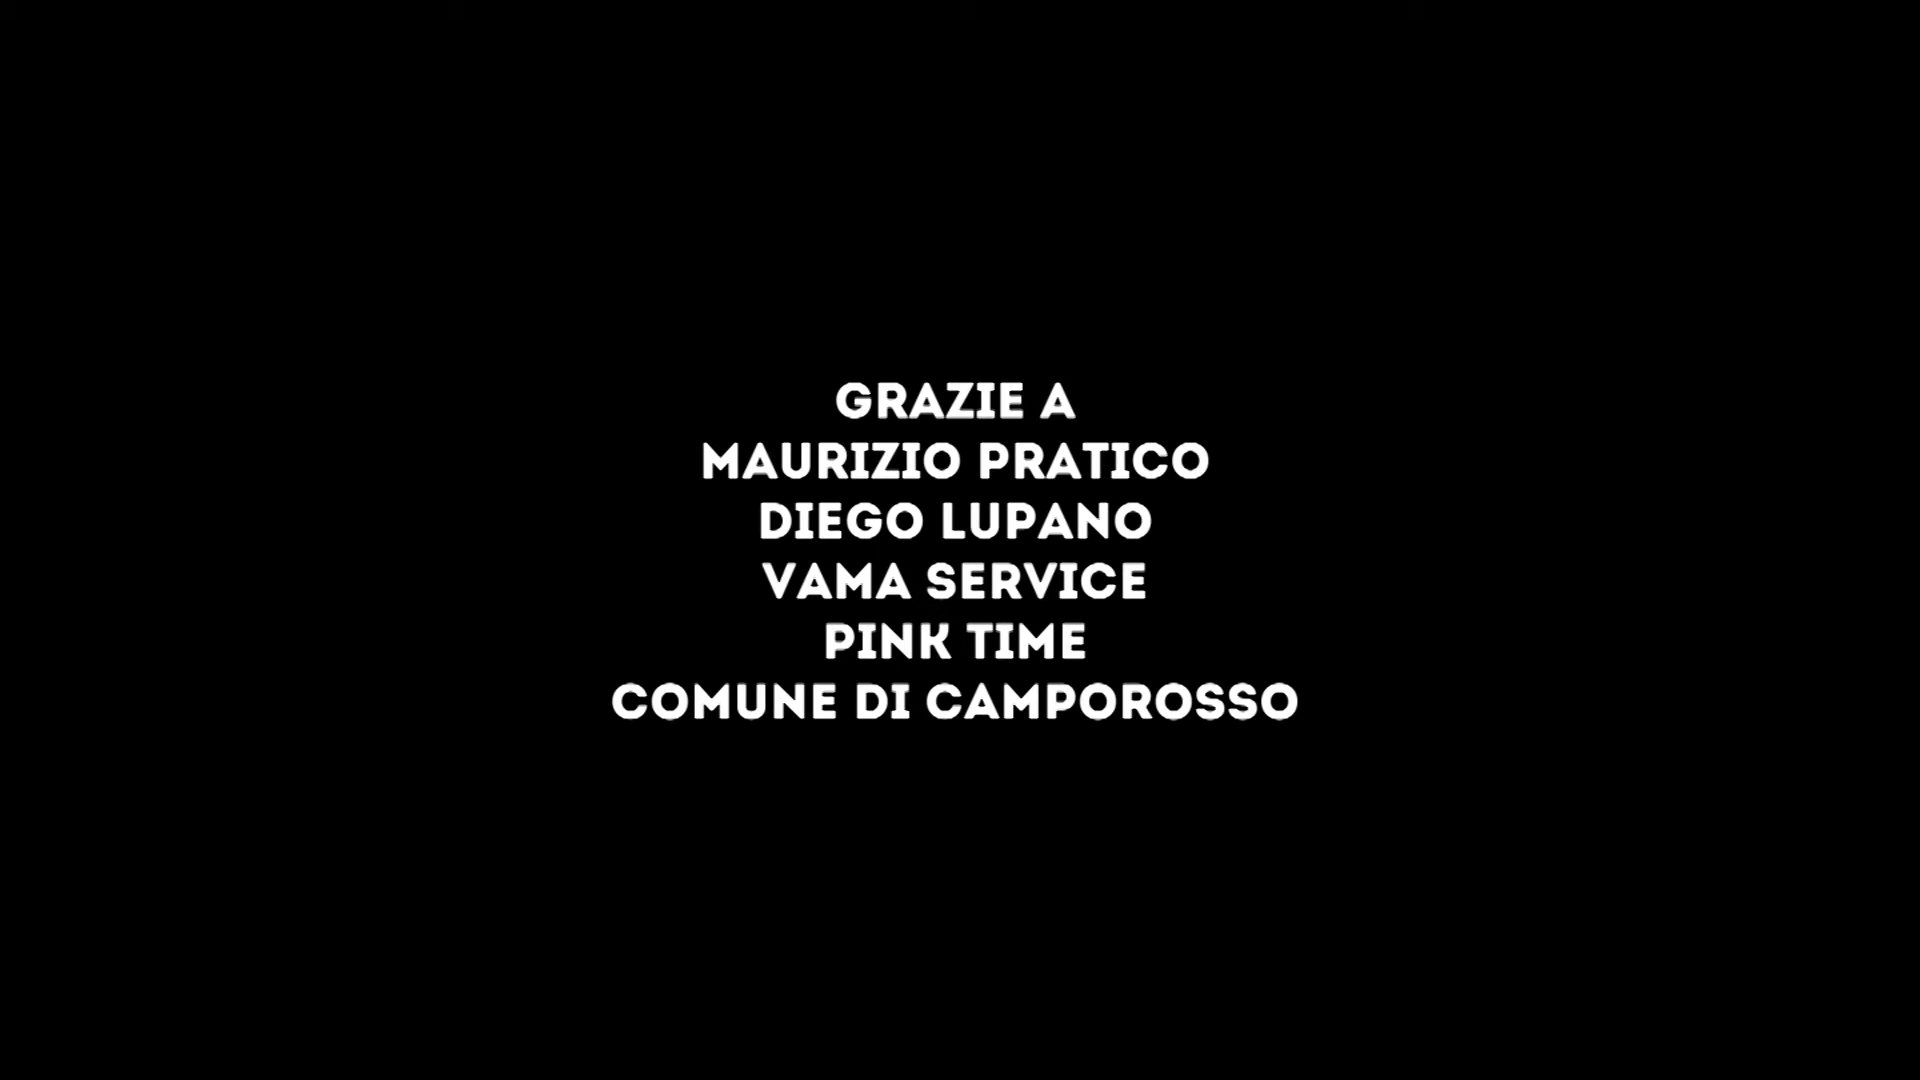 GRAZIE A
MAURIZIO PRATICO
DIEGO LUPANO
VAMA SERVICE
PINK TIME
COMUNE DI CAMPOROSSO